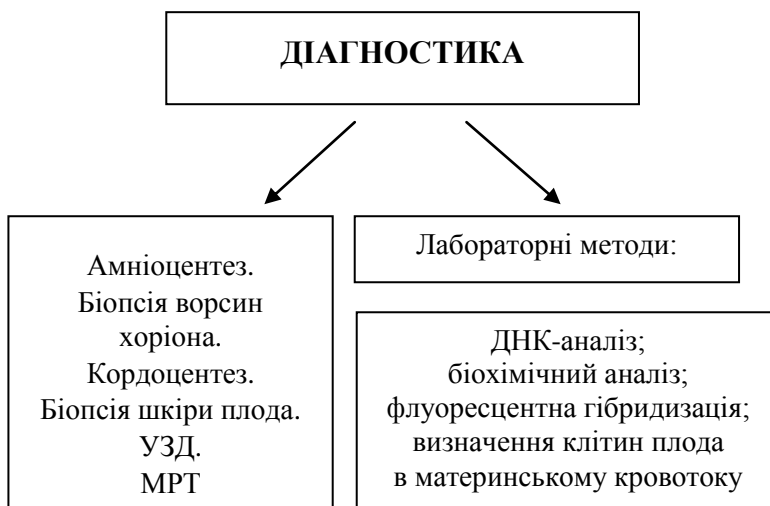 ДІАГНОСТИКА
Амніоцентез.
Біопсія ворсин
хоріона.
Кордоцентез.
Біопсія шкіри плода.
УЗД.
МРТ
Лабораторні методи:
ДНК-аналіз;
біохімічний аналіз;
флуоресцентна гібридизація;
визначення клітин плода
в материнському кровотоку